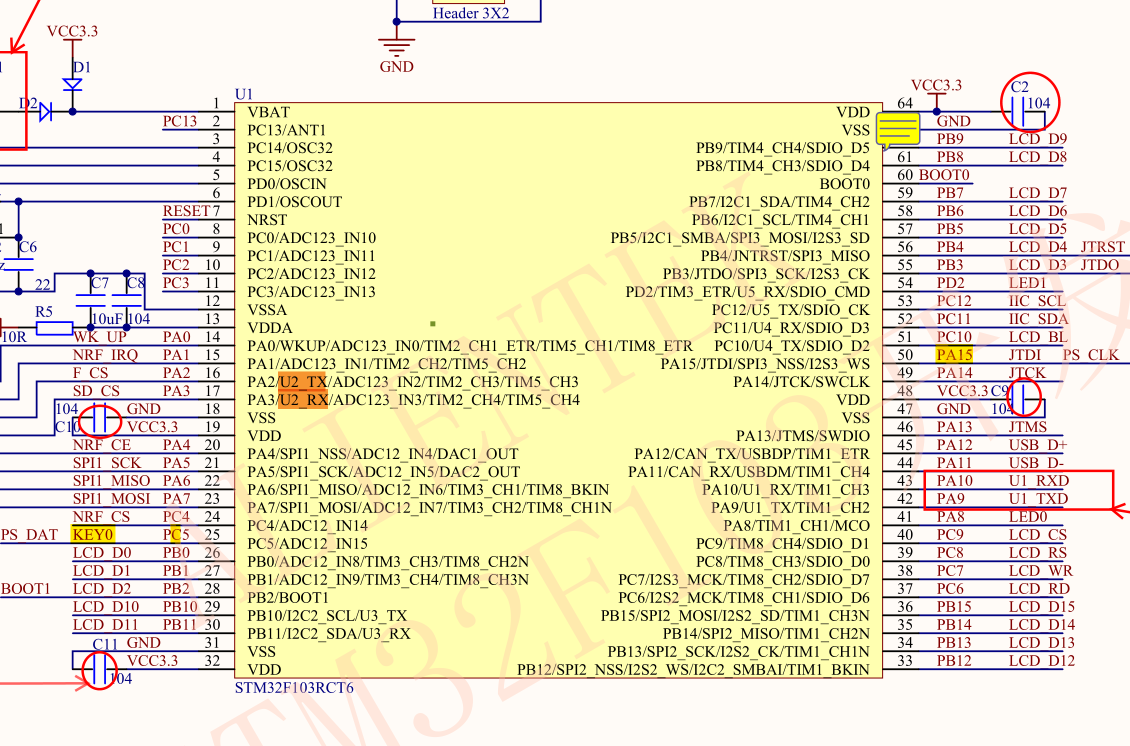 Header 3X2
GND
VCC3.3
D1
D2
C6
22
C7
C8
10uF
104
R5
10R
U1
1 VBAT
PC13 2 PC13/ANT1
3 PC14/OSC32
4 PC15/OSC32
5 PD0/OSCIN
6 PD1/OSCOUT
RESET 7 NRST
PC0 8 PC0/ADC123_IN10
PC1 9 PC1/ADC123_IN11
PC2 10 PC2/ADC123_IN12
PC3 11 PC3/ADC123_IN13
12 VSSA
13 VDDA
WK_UP PA0 14 PA0/WKUP/ADC123_IN0/TIM2_CH1_ETR/TIM5_CH1/TIM8_ETR
NRF_IRQ PA1 15 PA1/ADC123_IN1/TIM2_CH2/TIM5_CH2
F_CS PA2 16 PA2/U2_TX/ADC123_IN2/TIM2_CH3/TIM5_CH3
SD_CS PA3 17 PA3/U2_RX/ADC123_IN3/TIM2_CH4/TIM5_CH4
104 GND 18 VSS
C10 VCC3.3 19 VDD
NRF_CE PA4 20 PA4/SPI1_NSS/ADC12_IN4/DAC1_OUT
SPI1_SCK PA5 21 PA5/SPI1_SCK/ADC12_IN5/DAC2_OUT
SPI1_MISO PA6 22 PA6/SPI1_MISO/ADC12_IN6/TIM3_CH1/TIM8_BKIN
SPI1_MOSI PA7 23 PA7/SPI1_MOSI/ADC12_IN7/TIM3_CH2/TIM8_CH1N
NRF_CS PC4 24 PC4/ADC12_IN14
PS_DAT KEY0 PC5 25 PC5/ADC12_IN15
LCD_D0 PB0 26 PB0/ADC12_IN8/TIM3_CH3/TIM8_CH2N
LCD_D1 PB1 27 PB1/ADC12_IN9/TIM3_CH4/TIM8_CH3N
BOOT1 LCD_D2 PB2 28 PB2/BOOT1
LCD_D10 PB10 29 PB10/I2C2_SCL/U3_TX
LCD_D11 PB11 30 PB11/I2C2_SDA/U3_RX
C11 GND 31 VSS
VCC3.3 32 VDD
104
STM32F103RCT6
VCC3.3
C2
104
VDD 64
VSS GND
PB9/TIM4_CH4/SDIO_D5 PB9 LCD_D9
PB8/TIM4_CH3/SDIO_D4 61 PB8 LCD_D8
BOOT0 60 BOOT0
PB7/I2C1_SDA/TIM4_CH2 59 PB7 LCD_D7
PB6/I2C1_SCL/TIM4_CH1 58 PB6 LCD_D6
PB5/I2C1_SMBA/SPI3_MOSI/I2S3_SD 57 PB5 LCD_D5
PB4/JNTRST/SPI3_MISO 56 PB4 LCD_D4 JTRST
PB3/JTDO/SPI3_SCK/I2S3_CK 55 PB3 LCD_D3 JTDO
PD2/TIM3_ETR/U5_RX/SDIO_CMD 54 PD2 LED1
PC12/U5_TX/SDIO_CK 53 PC12 IIC_SCL
PC11/U4_RX/SDIO_D3 52 PC11 IIC_SDA
PC10/U4_TX/SDIO_D2 51 PC10 LCD_BL
PA15/JTDI/SPI3_NSS/I2S3_WS 50 PA15 JTDI PS_CLK
PA14/JTCK/SWCLK 49 PA14 JTCK
VDD 48 VCC3.3 C9
VSS 47 GND 104
PA13/JTMS/SWDIO 46 PA13 JTMS
PA12/CAN_TX/USBDP/TIM1_ETR 45 PA12 USB_D+
PA11/CAN_RX/USBDM/TIM1_CH4 44 PA11 USB_D-
PA10/U1_RX/TIM1_CH3 43 PA10 U1_RXD
PA9/U1_TX/TIM1_CH2 42 PA9 U1_TXD
PA8/TIM1_CH1/MCO 41 PA8 LED0
PC9/TIM8_CH4/SDIO_D1 40 PC9 LCD_CS
PC8/TIM8_CH3/SDIO_D0 39 PC8 LCD_RS
PC7/I2S3_MCK/TIM8_CH2/SDIO_D7 38 PC7 LCD_WR
PC6/I2S2_MCK/TIM8_CH1/SDIO_D6 37 PC6 LCD_RD
PB15/SPI2_MOSI/I2S2_SD/TIM1_CH3N 36 PB15 LCD_D15
PB14/SPI2_MISO/TIM1_CH2N 35 PB14 LCD_D14
PB13/SPI2_SCK/I2S2_CK/TIM1_CH1N 34 PB13 LCD_D13
PB12/SPI2_NSS/I2S2_WS/I2C2_SMBAI/TIM1_BKIN 33 PB12 LCD_D12